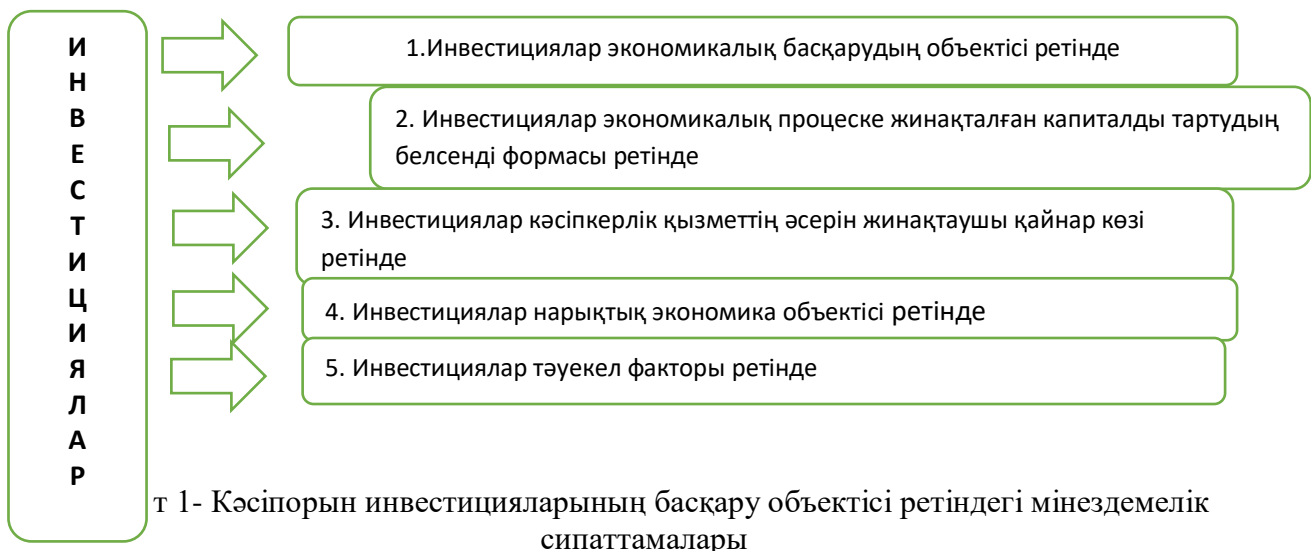 ИНВЕСТИЦИЯЛАР
1.Инвестициялар экономикалық басқарудың объектісі ретінде
2. Инвестициялар экономикалық процеске жинақталған капиталды тартудың
белсенді формасы ретінде
3. Инвестициялар кәсіпкерлік қызметтің әсерін жинақтаушы қайнар көзі
ретінде
4. Инвестициялар нарықтық экономика объектісі ретінде
5. Инвестициялар тәуекел факторы ретінде
т 1- Кәсіпорын инвестицияларының басқару объектісі ретіндегі мінездемелік
сипаттамалары